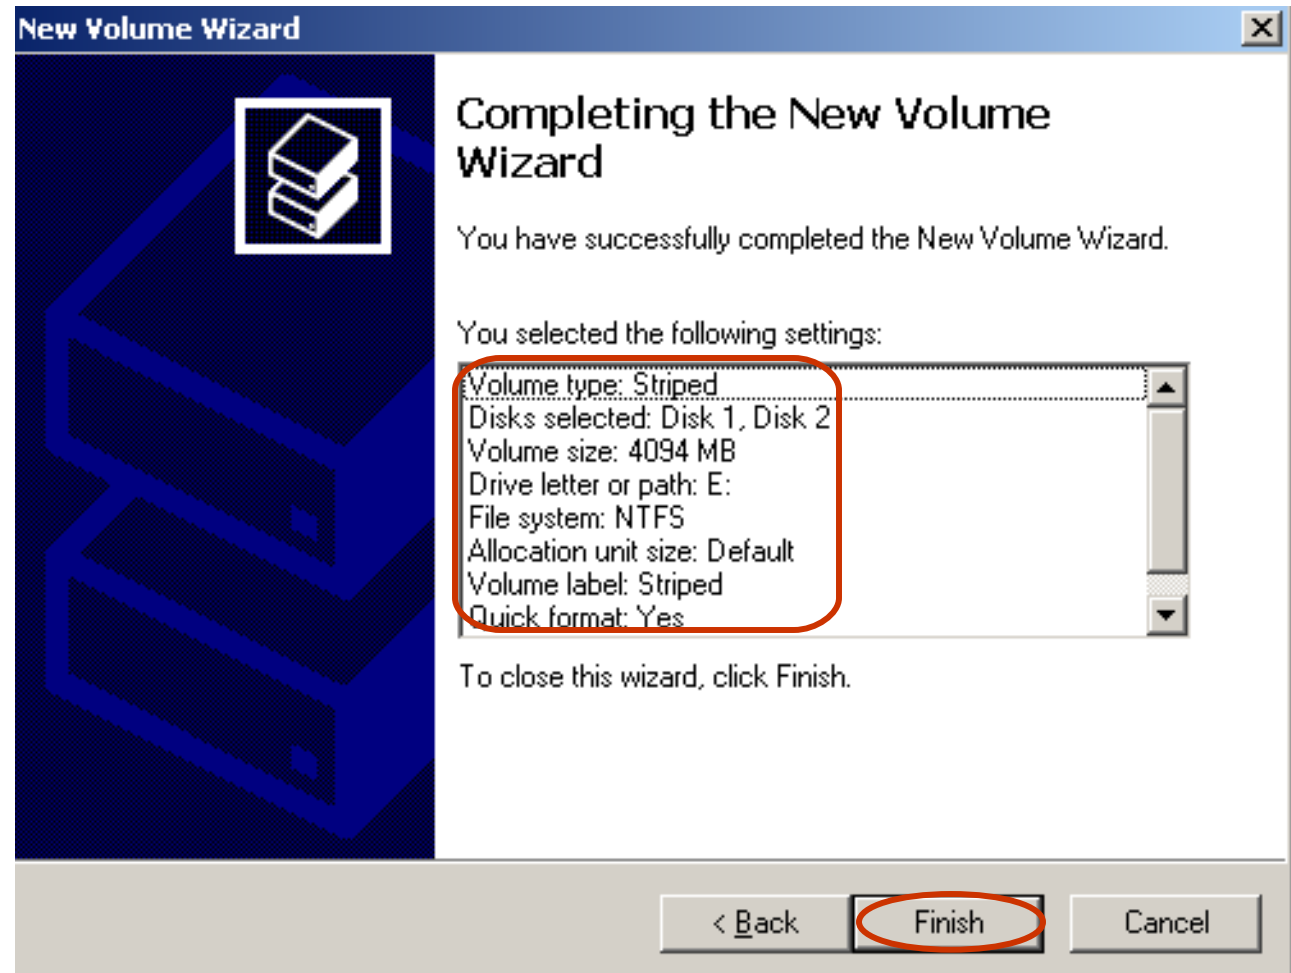 New Volume Wizard
Completing the New Volume
Wizard
You have successfully completed the New Volume Wizard.
You selected the following settings:
Volume type: Striped
Disks selected: Disk 1, Disk 2
Volume size: 4094 MB
Drive letter or path: E:
File system: NTFS
Allocation unit size: Default
Volume label: Striped
Quick format: Yes
To close this wizard, click Finish.
< Back
Finish
Cancel